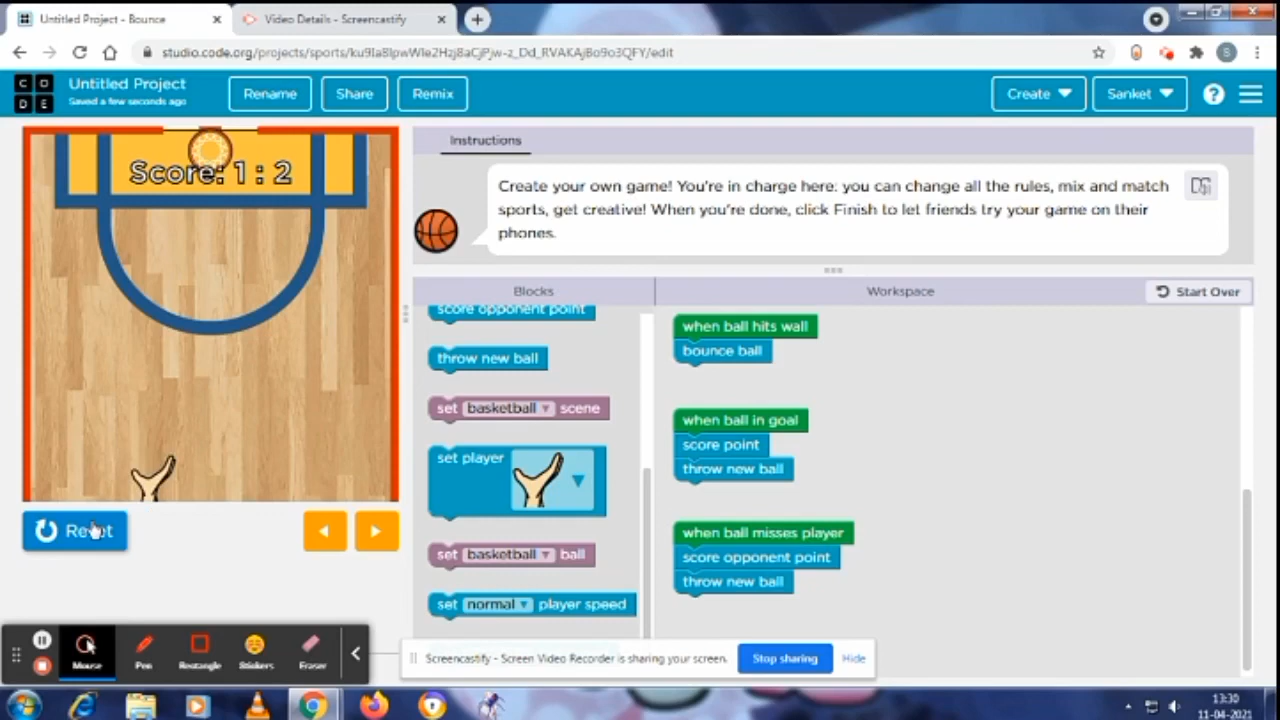 Untitled Project - Bounce
Video Details - Screencastify
studio.code.org/projects/sports/
/edit
CODE
Untitled Project
Saved a few seconds ago
Rename
Share
Remix
Create
Sanket
?
S
Score: 1 : 2
Instructions
Create your own game! You're in charge here: you can change all the rules, mix and match
sports, get creative! When you're done, click Finish to let friends try your game on their
phones.
Blocks
Workspace
Start Over
score opponent point
throw new ball
set basketball scene
set player
set basketball ball
set normal player speed
when ball hits wall
bounce ball
when ball in goal
score point
throw new ball
when ball misses player
score opponent point
throw new ball
Reset
Mouse
Pen
Rectangle
Stickers
Eraser
Screencastify - Screen Video Recorder is sharing your screen.
Stop sharing
Hide
13:30
11-04-2021